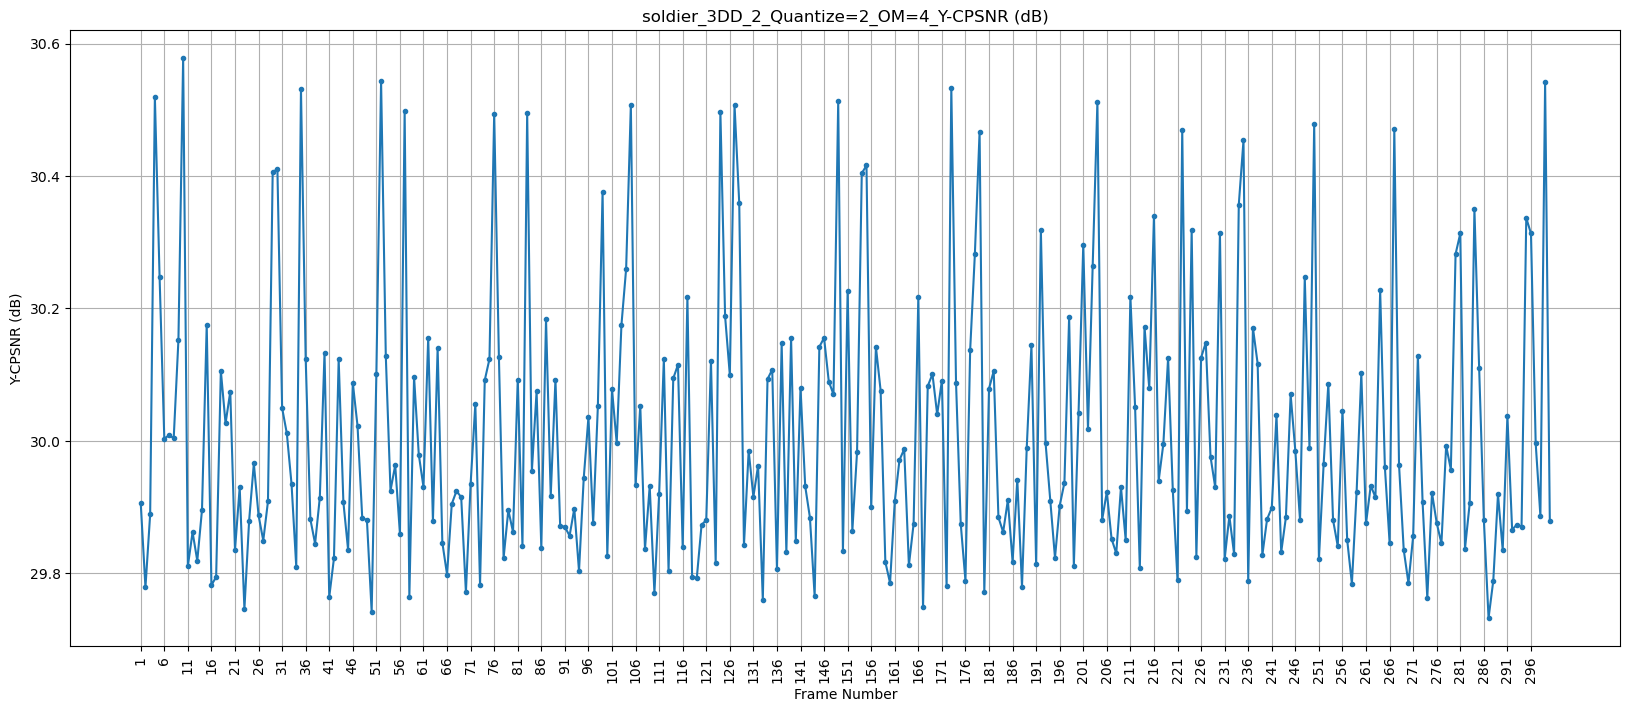 soldier_3DD_2_Quantize=2_OM=4_Y-CPSNR (dB)
Y-CPSNR (dB)
30.6
30.4
30.2
30.0
29.8
1 6 11 16 21 26 31 36 41 46 51 56 61 66 71 76 81 86 91 96 101 106 111 116 121 126 131 136 141 146 151 156 161 166 171 176 181 186 191 196 201 206 211 216 221 226 231 236 241 246 251 256 261 266 271 276 281 286 291 296
Frame Number